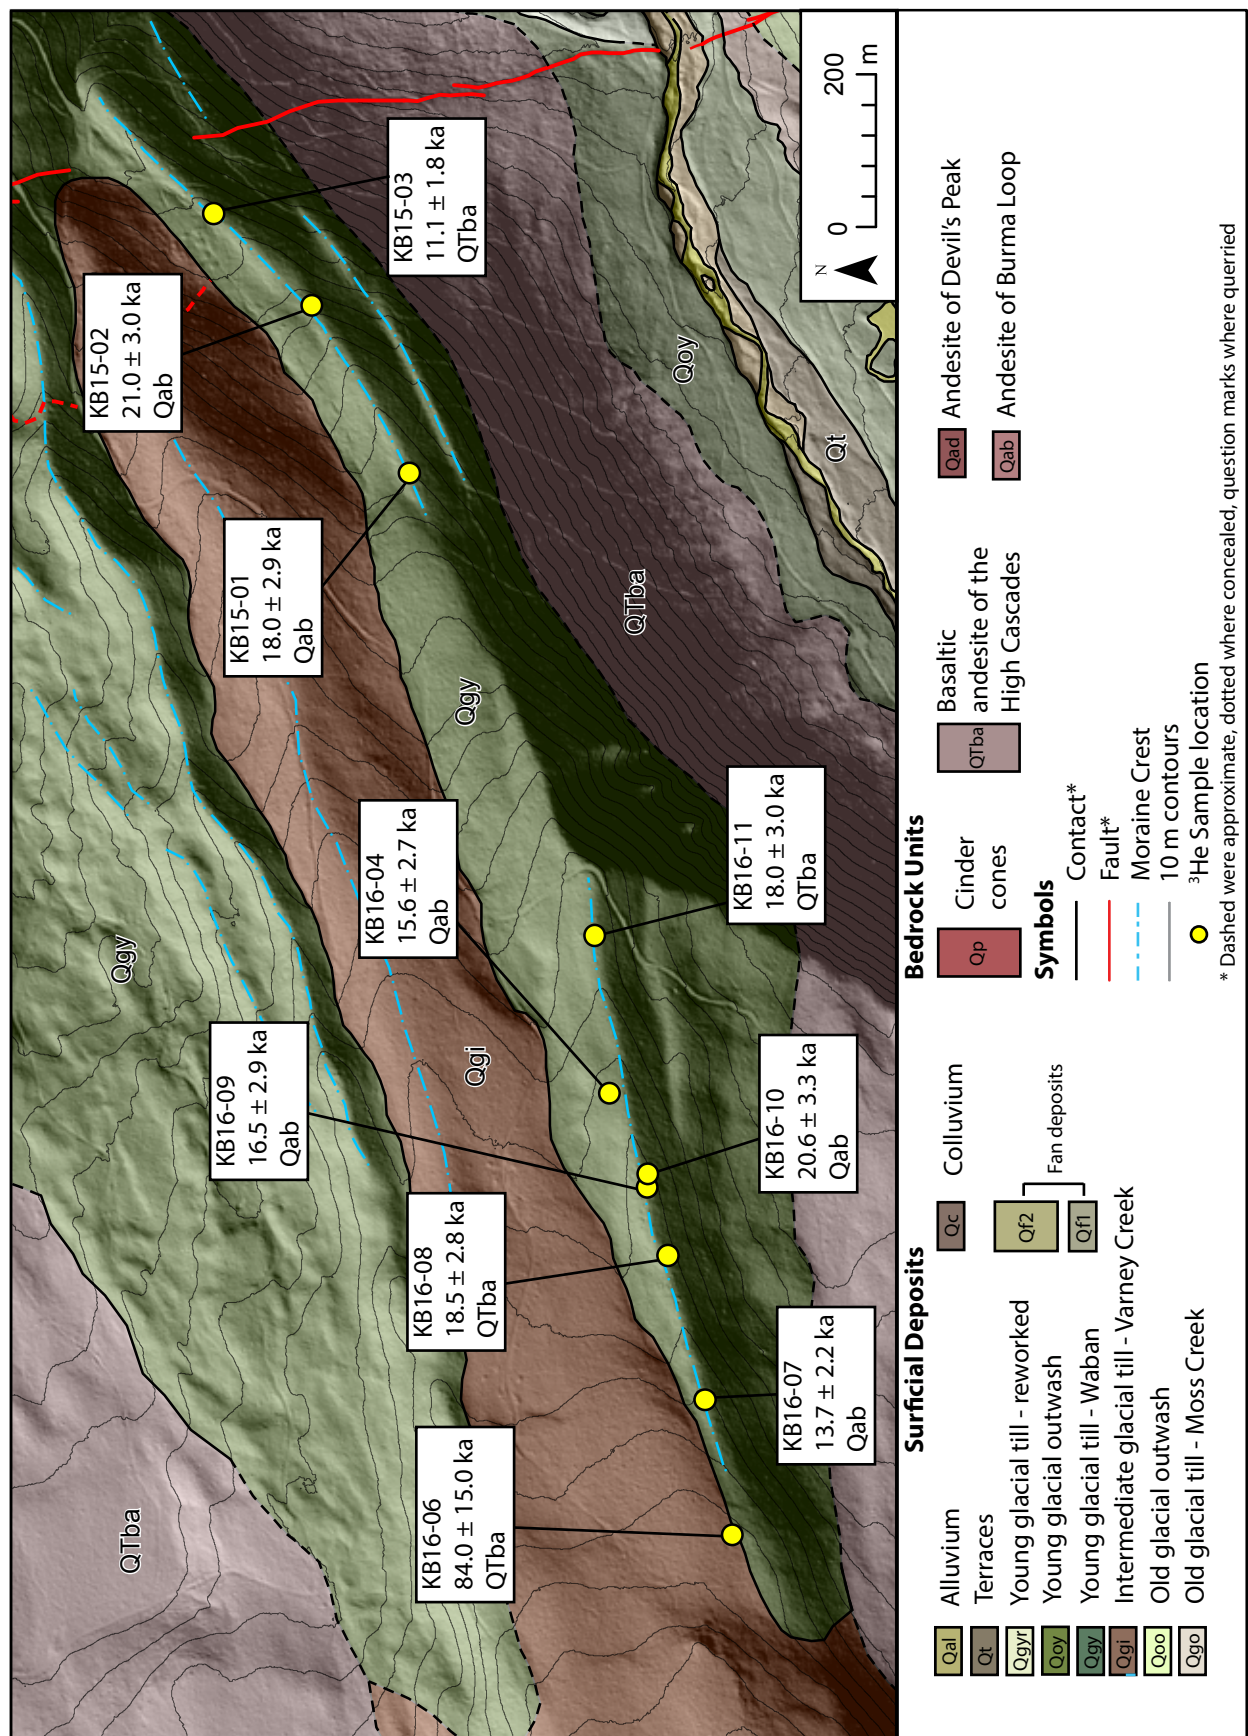 KB15-03
11.1 ± 1.8 ka
QTba
KB15-02
21.0 ± 3.0 ka
Qab
KB15-01
18.0 ± 2.9 ka
Qab
KB16-04
15.6 ± 2.7 ka
Qab
KB16-11
18.0 ± 3.0 ka
QTba
KB16-09
16.5 ± 2.9 ka
Qab
KB16-10
20.6 ± 3.3 ka
Qab
KB16-08
18.5 ± 2.8 ka
QTba
KB16-07
13.7 ± 2.2 ka
Qab
KB16-06
84.0 ± 15.0 ka
QTba
QTba
Qgy
Qgi
Qgy
QTba
Qoy
Qt
N
0 200 m
Surficial Deposits
Qal Alluvium
Qt Terraces
Qgyr Young glacial till - reworked
Qoy Young glacial outwash
Qgy Young glacial till - Waban
Qgi Intermediate glacial till - Varney Creek
Qoo Old glacial outwash
Qgo Old glacial till - Moss Creek
Qc Colluvium
Qf2
Qf1
Fan deposits
Bedrock Units
Qp Cinder
cones
QTba Basaltic
andesite of the
High Cascades
Qad Andesite of Devil's Peak
Qab Andesite of Burma Loop
Symbols
Contact*
Fault*
Moraine Crest
10 m contours
³He Sample location
* Dashed were approximate, dotted where concealed, question marks where querried